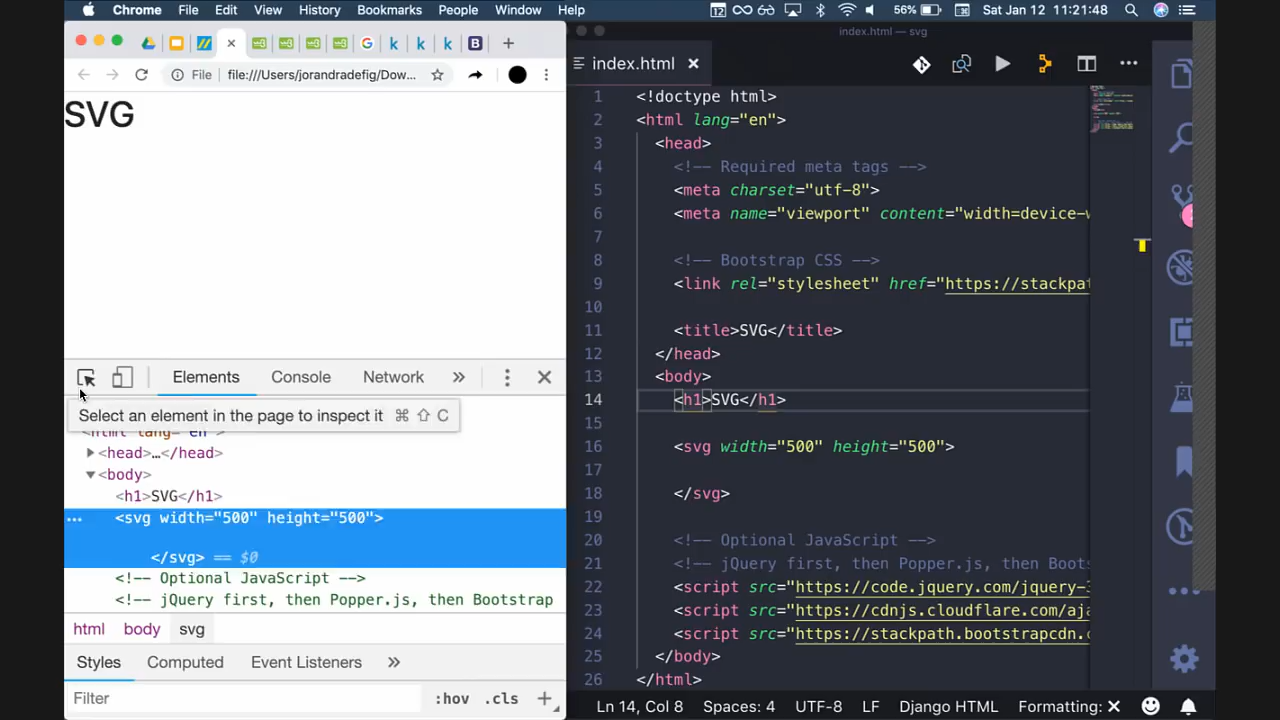 Chrome File Edit View History Bookmarks People Window Help 12 56% Sat Jan 12 11:21:48
index.html — svg
File file:///Users/jorandradefig/Dow...
index.html
SVG
1 <!doctype html>
2 <html lang="en">
3 <head>
4 <!-- Required meta tags -->
5 <meta charset="utf-8">
6 <meta name="viewport" content="width=device-w
7
8 <!-- Bootstrap CSS -->
9 <link rel="stylesheet" href="https://stackpat
10
11 <title>SVG</title>
12 </head>
13 <body>
14 <h1>SVG</h1>
15
16 <svg width="500" height="500">
17
18 </svg>
19
20 <!-- Optional JavaScript -->
21 <!-- jQuery first, then Popper.js, then Boots
22 <script src="https://code.jquery.com/jquery-3
23 <script src="https://cdnjs.cloudflare.com/aja
24 <script src="https://stackpath.bootstrapcdn.c
25 </body>
26 </html>
Elements Console Network »
Select an element in the page to inspect it ⌘ ⇧ C
<html lang="en">
<head>…</head>
<body>
<h1>SVG</h1>
<svg width="500" height="500">
</svg> == $0
<!-- Optional JavaScript -->
<!-- jQuery first, then Popper.js, then Bootstrap
html body svg
Styles Computed Event Listeners »
Filter :hov .cls +
Ln 14, Col 8 Spaces: 4 UTF-8 LF Django HTML Formatting: ✕